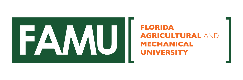 FAMU
FLORIDA
AGRICULTURAL AND
MECHANICAL
UNIVERSITY